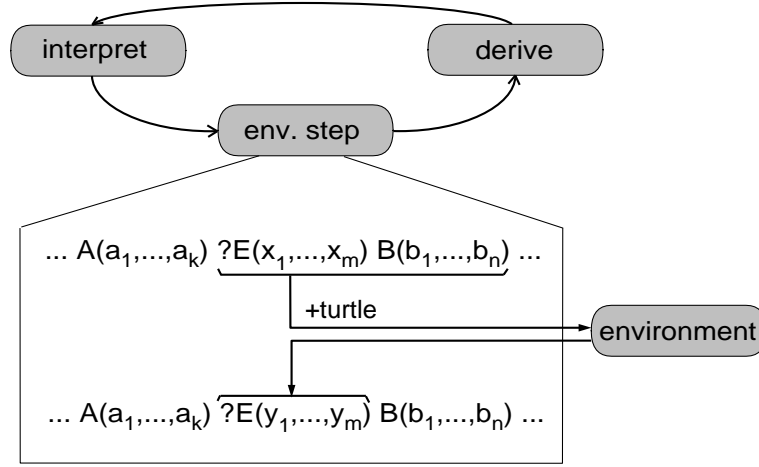 interpret
derive
env. step
... A(a₁,...,aₖ) ?E(x₁,...,xₘ) B(b₁,...,bₙ) ...
+turtle
environment
... A(a₁,...,aₖ) ?E(y₁,...,yₘ) B(b₁,...,bₙ) ...